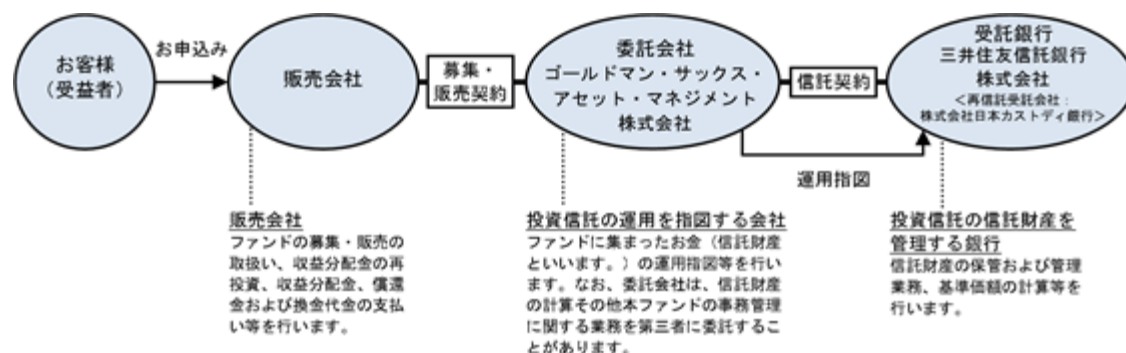 お客様
（受益者）
お申込み
販売会社
募集・
販売契約
委託会社
ゴールドマン・サックス・
アセット・マネジメント
株式会社
信託契約
受託銀行
三井住友信託銀行
株式会社
＜再信託受託会社：
株式会社日本カストディ銀行＞
運用指図
販売会社
ファンドの募集・販売の
取扱い、収益分配金の再
投資、収益分配金、償還
金および換金代金の支払
い等を行います。
投資信託の運用を指図する会社
ファンドに集まったお金（信託財産
といいます。）の運用指図等を行い
ます。なお、委託会社は、信託財産
の計算その他本ファンドの事務管理
に関する業務を第三者に委託するこ
とがあります。
投資信託の信託財産を
管理する銀行
信託財産の保管および管理
業務、基準価額の計算等を
行います。